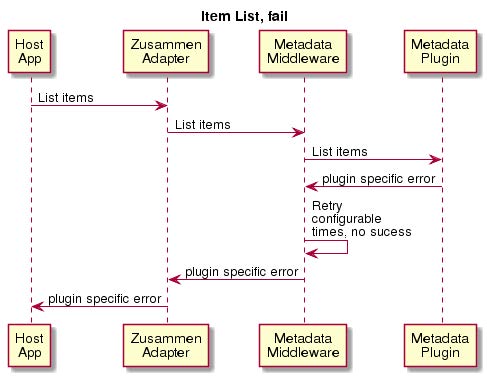 Item List, fail
Host
App
Zusammen
Adapter
Metadata
Middleware
Metadata
Plugin
List items
List items
List items
plugin specific error
Retry
configurable
times, no sucess
plugin specific error
plugin specific error
Host
App
Zusammen
Adapter
Metadata
Middleware
Metadata
Plugin